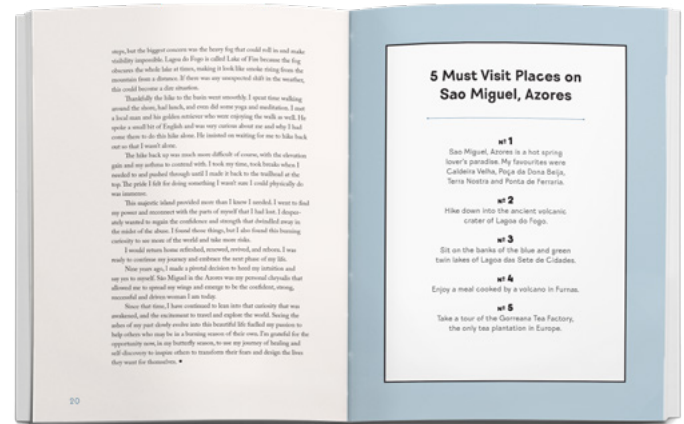 steps, but the biggest concern was the heavy fog that could roll in and make
visibility impossible. Lagoa do Fogo is called Lake of Fire because the fog
obscures the whole lake at times, making it look like smoke rising from the
mountain from a distance. If there was any unexpected shift in the weather,
this could become a dire situation.
Thankfully the hike to the basin went smoothly. I spent time walking
around the shore, had lunch, and even did some yoga and meditation. I met
a local man and his golden retriever who were enjoying the walk as well. He
spoke a small bit of English and was very curious about me and why I had
come there to do this hike alone. He insisted on waiting for me to hike back
out so that I wasn't alone.
The hike back up was much more difficult of course, with the elevation
gain and my asthma to contend with. I took my time, took breaks when I
needed to and pushed through until I made it back to the trailhead at the
top. The pride I felt for doing something I wasn't sure I could physically do
was immense.
This majestic island provided more than I knew I needed. I went to find
my power and reconnect with the parts of myself that I had lost. I desper-
ately wanted to regain the confidence and strength that dwindled away in
the midst of the abuse. I found those things, but I also found this burning
curiosity to see more of the world and take more risks.
I would return home refreshed, renewed, revived, and reborn. I was
ready to continue my journey and embrace the next phase of my life.
Nine years ago, I made a pivotal decision to heed my intuition and
say yes to myself. São Miguel in the Azores was my personal chrysalis that
allowed me to spread my wings and emerge to be the confident, strong,
successful and driven woman I am today.
Since that time, I have continued to lean into that curiosity that was
awakened, and the excitement to travel and explore the world. Seeing the
ashes of my past slowly evolve into this beautiful life fuelled my passion to
help others who may be in a burning season of their own. I'm grateful for the
opportunity now, in my butterfly season, to use my journey of healing and
self-discovery to inspire others to transform their fears and design the lives
they want for themselves. •
20
5 Must Visit Places on
Sao Miguel, Azores
Nº 1
Sao Miguel, Azores is a hot spring
lover's paradise. My favourites were
Caldeira Velha, Poça da Dona Beija,
Terra Nostra and Ponta de Ferraria.
Nº 2
Hike down into the ancient volcanic
crater of Lagoa do Fogo.
Nº 3
Sit on the banks of the blue and green
twin lakes of Lagoa das Sete de Cidades.
Nº 4
Enjoy a meal cooked by a volcano in Furnas.
Nº 5
Take a tour of the Gorreana Tea Factory,
the only tea plantation in Europe.